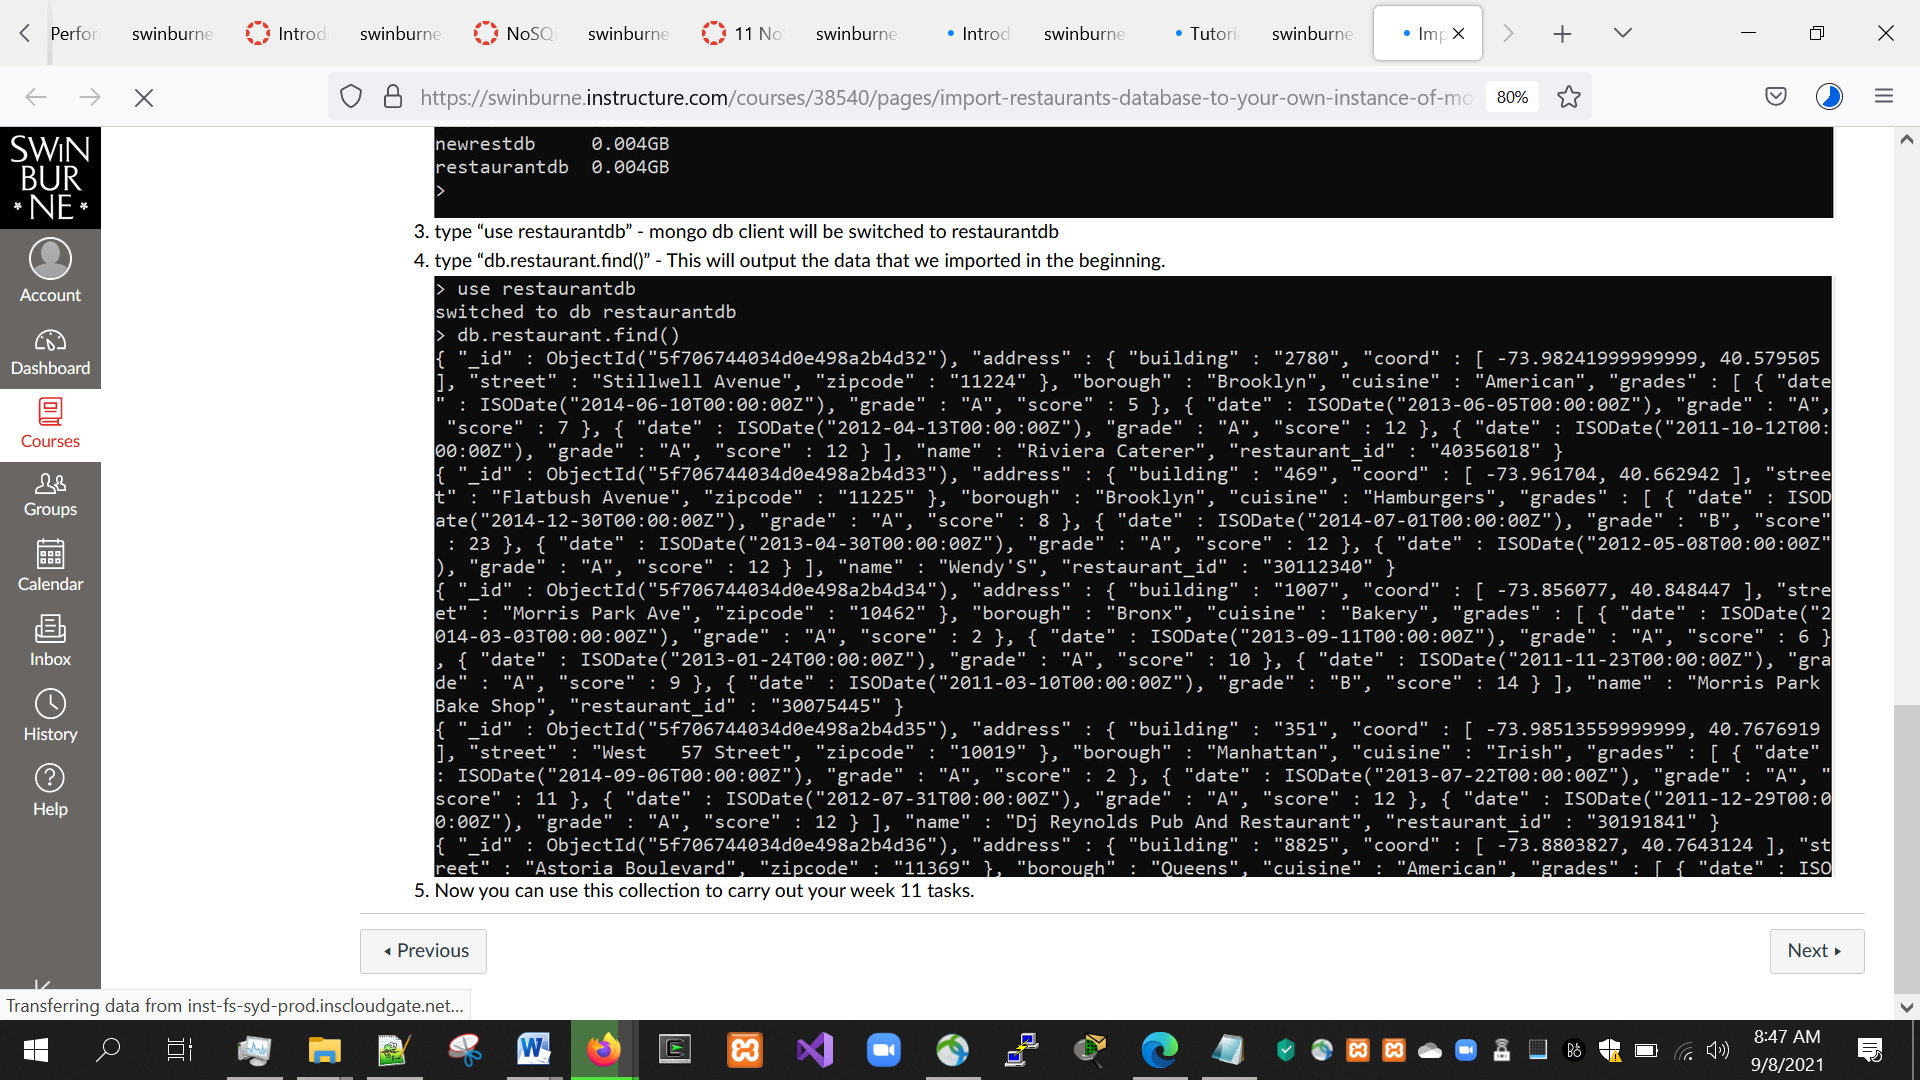 Perfor
swinburne
Introd
swinburne
NoSQ
swinburne
11 No
swinburne
Introd
swinburne
Tutori
swinburne
Imp
https://swinburne.instructure.com/courses/38540/pages/import-restaurants-database-to-your-own-instance-of-mo
80%
SWIN
BUR
* NE *
Account
Dashboard
Courses
Groups
Calendar
Inbox
History
Help
newrestdb     0.004GB
restaurantdb  0.004GB
>
3. type “use restaurantdb” - mongo db client will be switched to restaurantdb
4. type “db.restaurant.find()” - This will output the data that we imported in the beginning.
> use restaurantdb
switched to db restaurantdb
> db.restaurant.find()
{ "_id" : ObjectId("5f706744034d0e498a2b4d32"), "address" : { "building" : "2780", "coord" : [ -73.98241999999999, 40.579505
], "street" : "Stillwell Avenue", "zipcode" : "11224" }, "borough" : "Brooklyn", "cuisine" : "American", "grades" : [ { "date
" : ISODate("2014-06-10T00:00:00Z"), "grade" : "A", "score" : 5 }, { "date" : ISODate("2013-06-05T00:00:00Z"), "grade" : "A",
"score" : 7 }, { "date" : ISODate("2012-04-13T00:00:00Z"), "grade" : "A", "score" : 12 }, { "date" : ISODate("2011-10-12T00:
00:00Z"), "grade" : "A", "score" : 12 } ], "name" : "Riviera Caterer", "restaurant_id" : "40356018" }
{ "_id" : ObjectId("5f706744034d0e498a2b4d33"), "address" : { "building" : "469", "coord" : [ -73.961704, 40.662942 ], "stree
t" : "Flatbush Avenue", "zipcode" : "11225" }, "borough" : "Brooklyn", "cuisine" : "Hamburgers", "grades" : [ { "date" : ISOD
ate("2014-12-30T00:00:00Z"), "grade" : "A", "score" : 8 }, { "date" : ISODate("2014-07-01T00:00:00Z"), "grade" : "B", "score"
: 23 }, { "date" : ISODate("2013-04-30T00:00:00Z"), "grade" : "A", "score" : 12 }, { "date" : ISODate("2012-05-08T00:00:00Z"
), "grade" : "A", "score" : 12 } ], "name" : "Wendy'S", "restaurant_id" : "30112340" }
{ "_id" : ObjectId("5f706744034d0e498a2b4d34"), "address" : { "building" : "1007", "coord" : [ -73.856077, 40.848447 ], "stre
et" : "Morris Park Ave", "zipcode" : "10462" }, "borough" : "Bronx", "cuisine" : "Bakery", "grades" : [ { "date" : ISODate("2
014-03-03T00:00:00Z"), "grade" : "A", "score" : 2 }, { "date" : ISODate("2013-09-11T00:00:00Z"), "grade" : "A", "score" : 6 }
, { "date" : ISODate("2013-01-24T00:00:00Z"), "grade" : "A", "score" : 10 }, { "date" : ISODate("2011-11-23T00:00:00Z"), "gra
de" : "A", "score" : 9 }, { "date" : ISODate("2011-03-10T00:00:00Z"), "grade" : "B", "score" : 14 } ], "name" : "Morris Park
Bake Shop", "restaurant_id" : "30075445" }
{ "_id" : ObjectId("5f706744034d0e498a2b4d35"), "address" : { "building" : "351", "coord" : [ -73.98513559999999, 40.7676919
], "street" : "West   57 Street", "zipcode" : "10019" }, "borough" : "Manhattan", "cuisine" : "Irish", "grades" : [ { "date"
: ISODate("2014-09-06T00:00:00Z"), "grade" : "A", "score" : 2 }, { "date" : ISODate("2013-07-22T00:00:00Z"), "grade" : "A", "
score" : 11 }, { "date" : ISODate("2012-07-31T00:00:00Z"), "grade" : "A", "score" : 12 }, { "date" : ISODate("2011-12-29T00:0
0:00Z"), "grade" : "A", "score" : 12 } ], "name" : "Dj Reynolds Pub And Restaurant", "restaurant_id" : "30191841" }
{ "_id" : ObjectId("5f706744034d0e498a2b4d36"), "address" : { "building" : "8825", "coord" : [ -73.8803827, 40.7643124 ], "st
reet" : "Astoria Boulevard", "zipcode" : "11369" }, "borough" : "Queens", "cuisine" : "American", "grades" : [ { "date" : ISO
5. Now you can use this collection to carry out your week 11 tasks.
Previous
Next
Transferring data from inst-fs-syd-prod.inscloudgate.net...
8:47 AM
9/8/2021